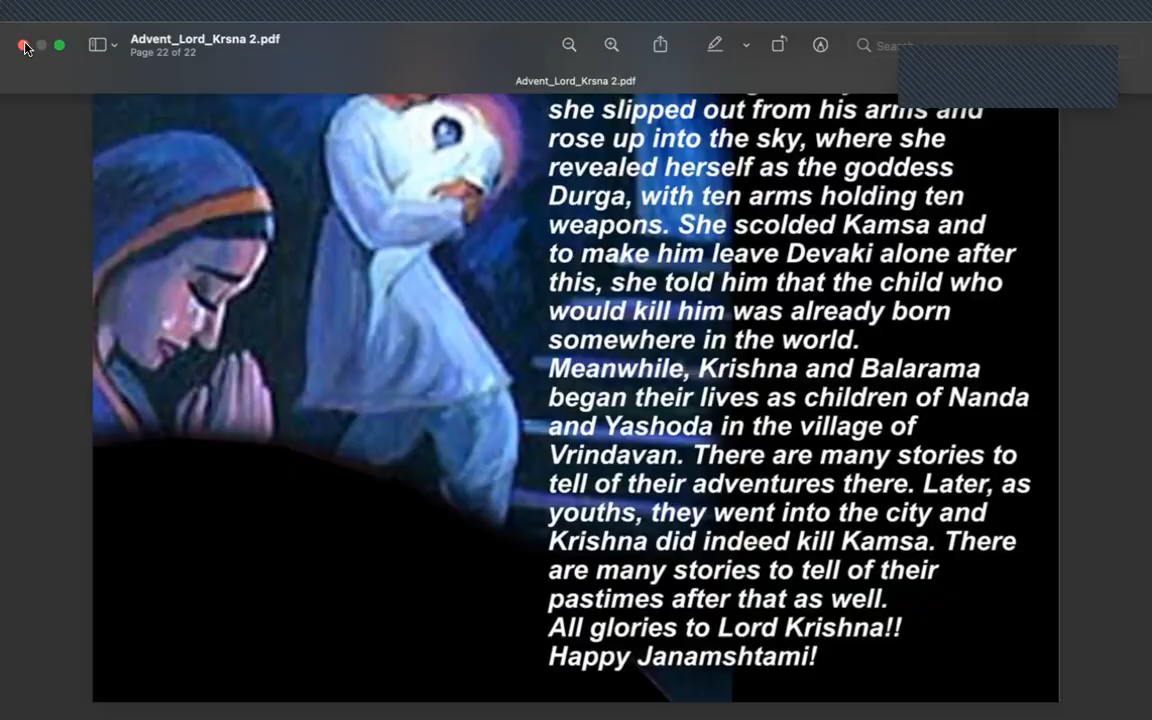 Advent_Lord_Krsna 2.pdf
Page 22 of 22
Advent_Lord_Krsna 2.pdf
she slipped out from his arms and
rose up into the sky, where she
revealed herself as the goddess
Durga, with ten arms holding ten
weapons. She scolded Kamsa and
to make him leave Devaki alone after
this, she told him that the child who
would kill him was already born
somewhere in the world.
Meanwhile, Krishna and Balarama
began their lives as children of Nanda
and Yashoda in the village of
Vrindavan. There are many stories to
tell of their adventures there. Later, as
youths, they went into the city and
Krishna did indeed kill Kamsa. There
are many stories to tell of their
pastimes after that as well.
All glories to Lord Krishna!!
Happy Janamshtami!